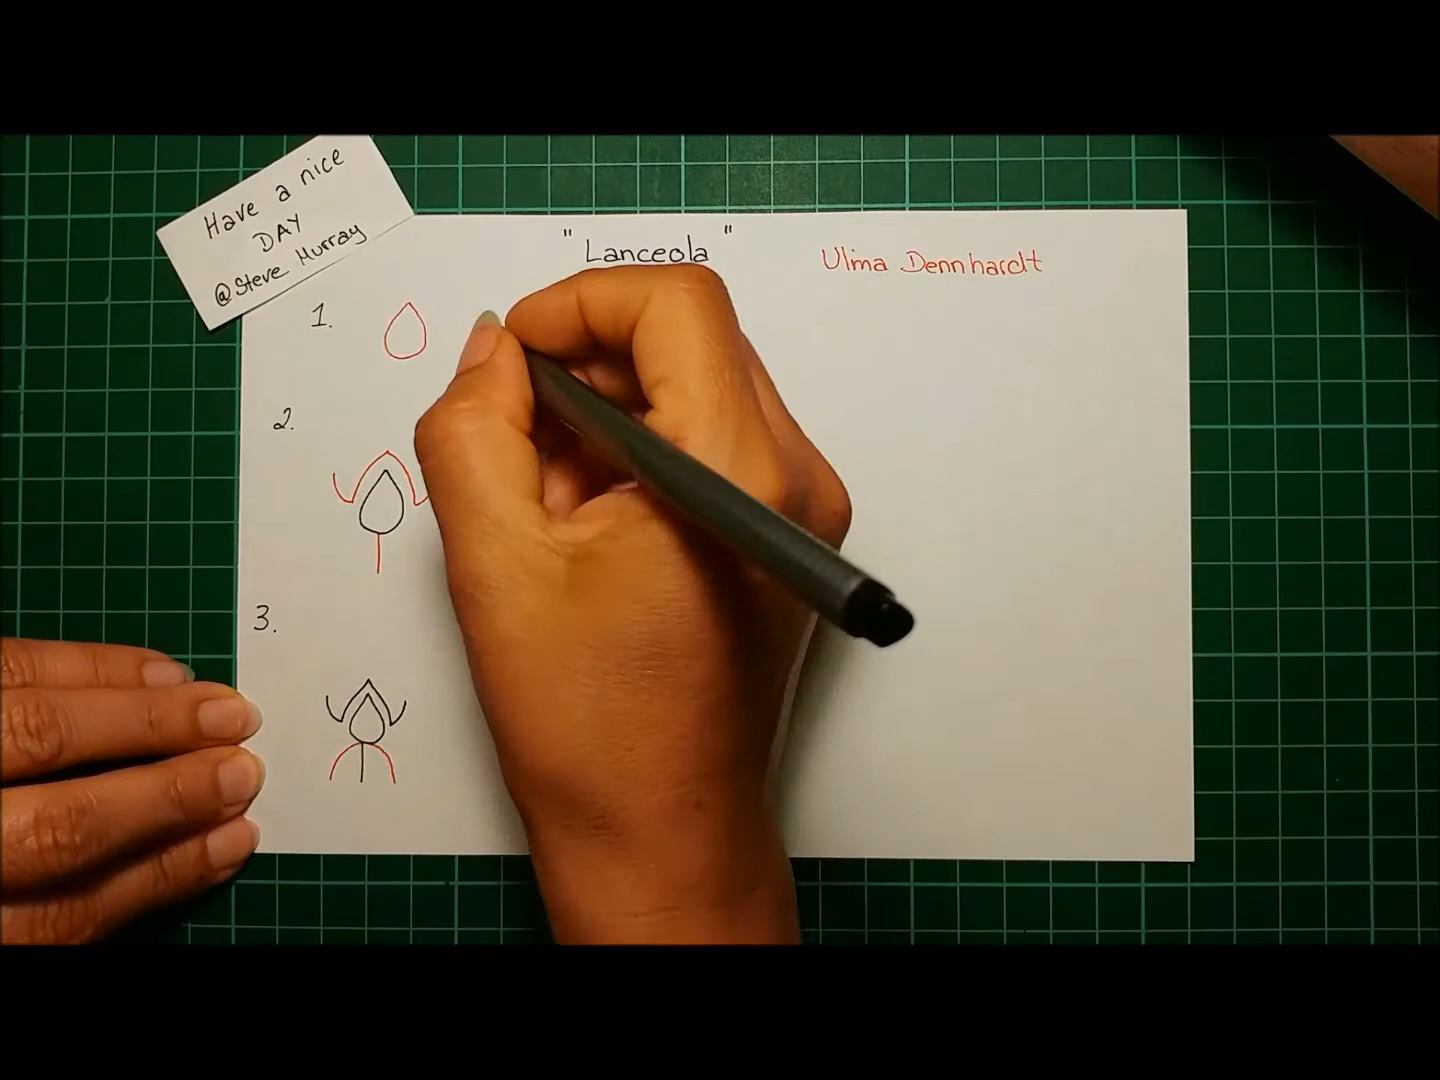 Have a nice
DAY
@Steve Murray
"Lanceola"
Ulma Dennhardt
1.
2.
3.